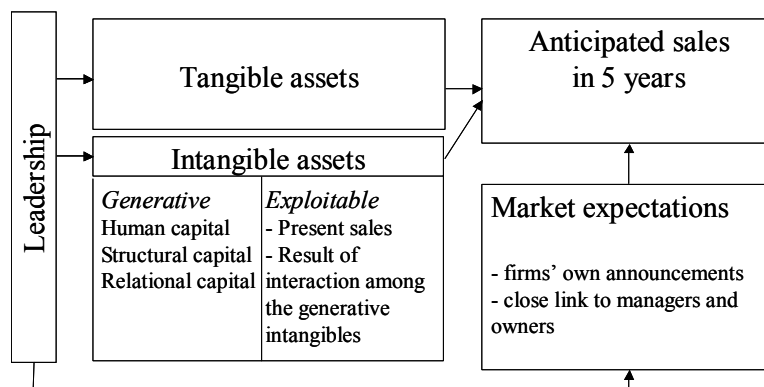 Leadership
Tangible assets
Intangible assets
Generative
Human capital
Structural capital
Relational capital
Exploitable
- Present sales
- Result of
interaction among
the generative
intangibles
Anticipated sales
in 5 years
Market expectations
- firms’ own announcements
- close link to managers and
owners